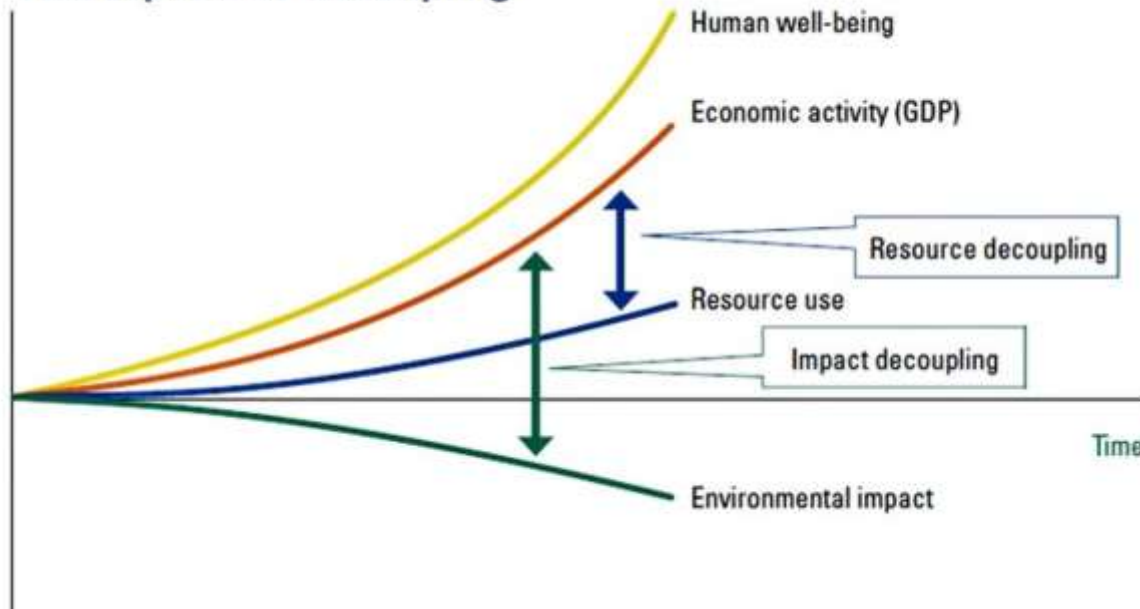 Human well-being
Economic activity (GDP)
Resource decoupling
Resource use
Impact decoupling
Time
Environmental impact